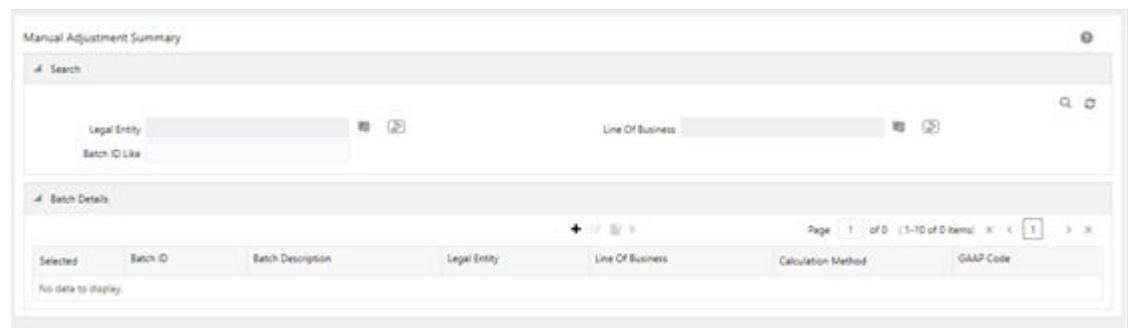 Manual Adjustment Summary
Search
Legal Entity
Line Of Business
Batch ID Like
Batch Details
Page 1 of 0 (1-10 of 0 items) K < 1 > X
Selected Batch ID Batch Description Legal Entity Line Of Business Calculation Method GAAP Code
No data to display.